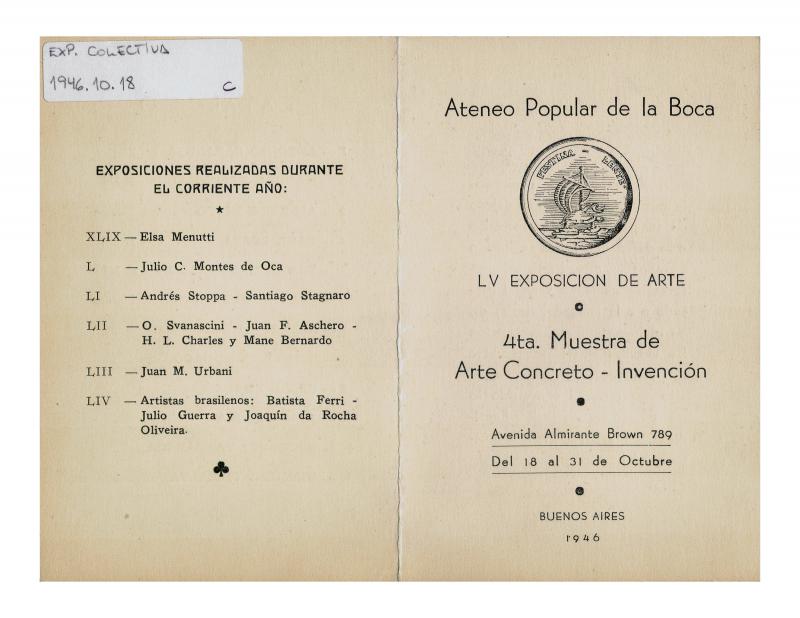 EXP. COLECTIVA
1946.10.18 C
EXPOSICIONES REALIZADAS DURANTE
EL CORRIENTE AÑO:
XLIX — Elsa Menutti
L — Julio C. Montes de Oca
LI — Andrés Stoppa - Santiago Stagnaro
LII — O. Svanascini - Juan F. Aschero -
H. L. Charles y Mane Bernardo
LIII — Juan M. Urbani
LIV — Artistas brasilenos: Batista Ferri -
Julio Guerra y Joaquín da Rocha
Oliveira.
Ateneo Popular de la Boca
FESTINA - LENTE
LV EXPOSICION DE ARTE
4ta. Muestra de
Arte Concreto - Invención
Avenida Almirante Brown 789
Del 18 al 31 de Octubre
BUENOS AIRES
1946